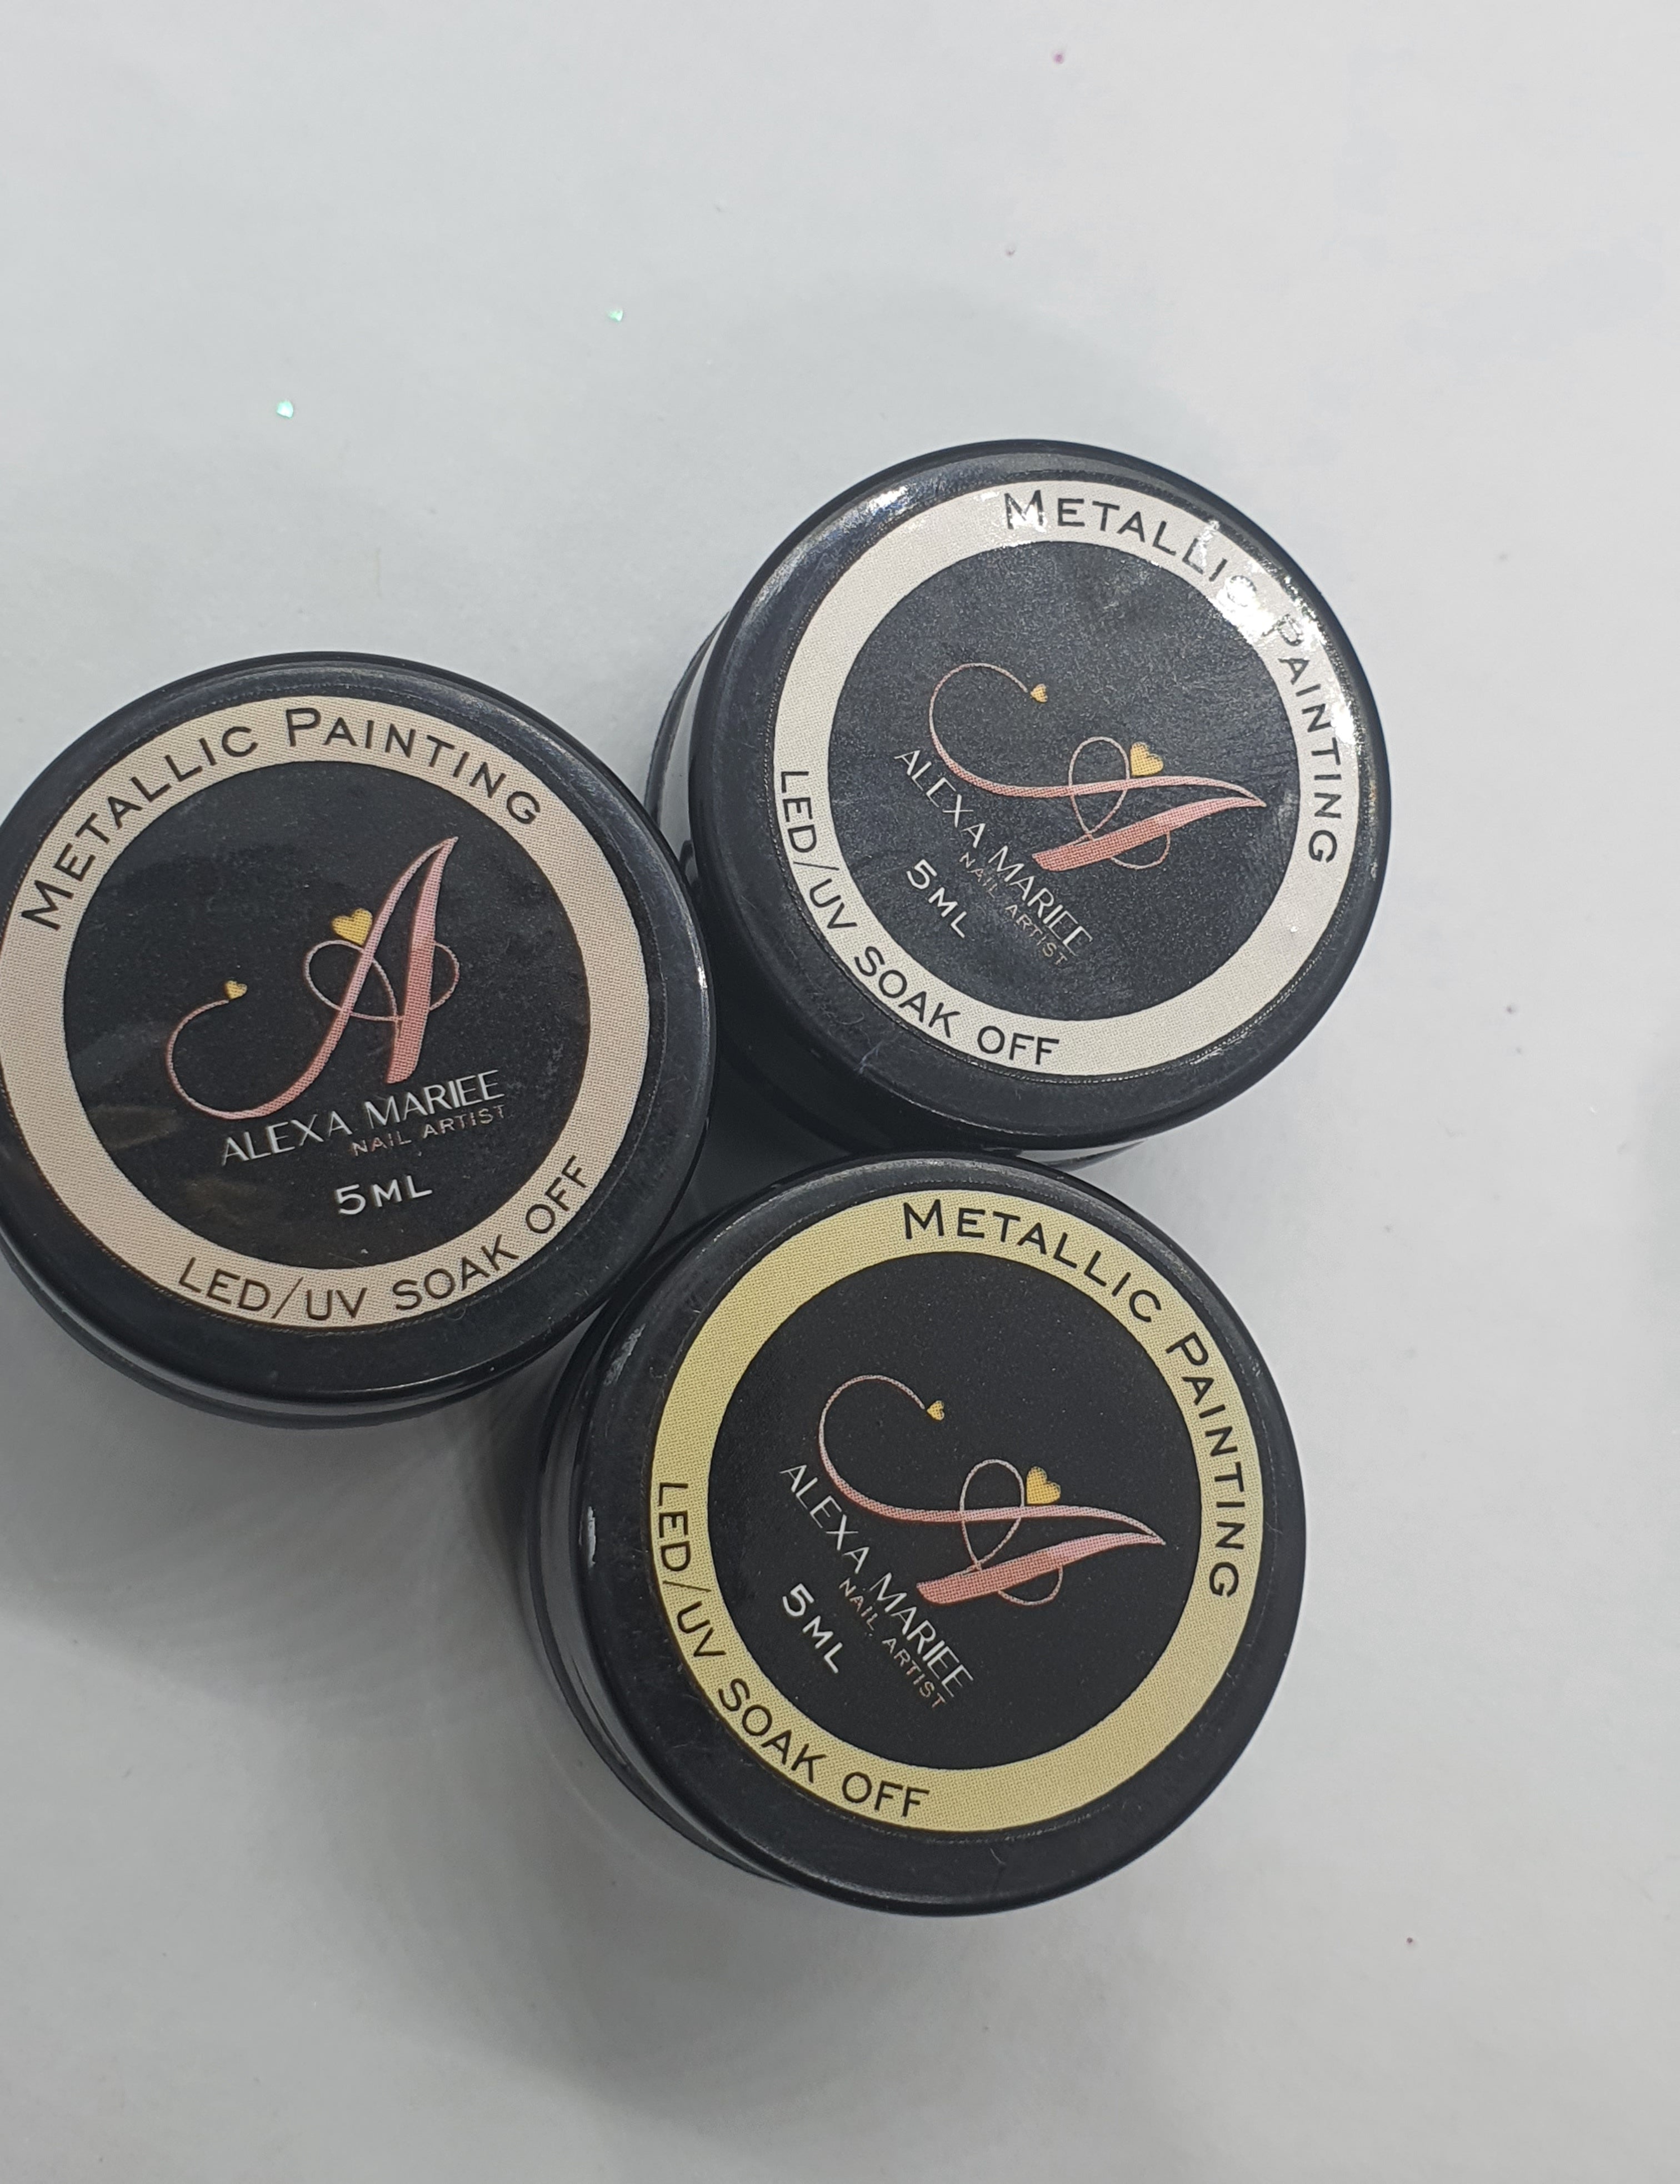 METALLIC PAINTING
A
ALEXA MARIEE
NAIL ARTIST
5ML
LED/UV SOAK OFF
METALLIC PAINTING
A
ALEXA MARIEE
NAIL ARTIST
5ML
LED/UV SOAK OFF
METALLIC PAINTING
A
ALEXA MARIEE
NAIL ARTIST
5ML
LED/UV SOAK OFF